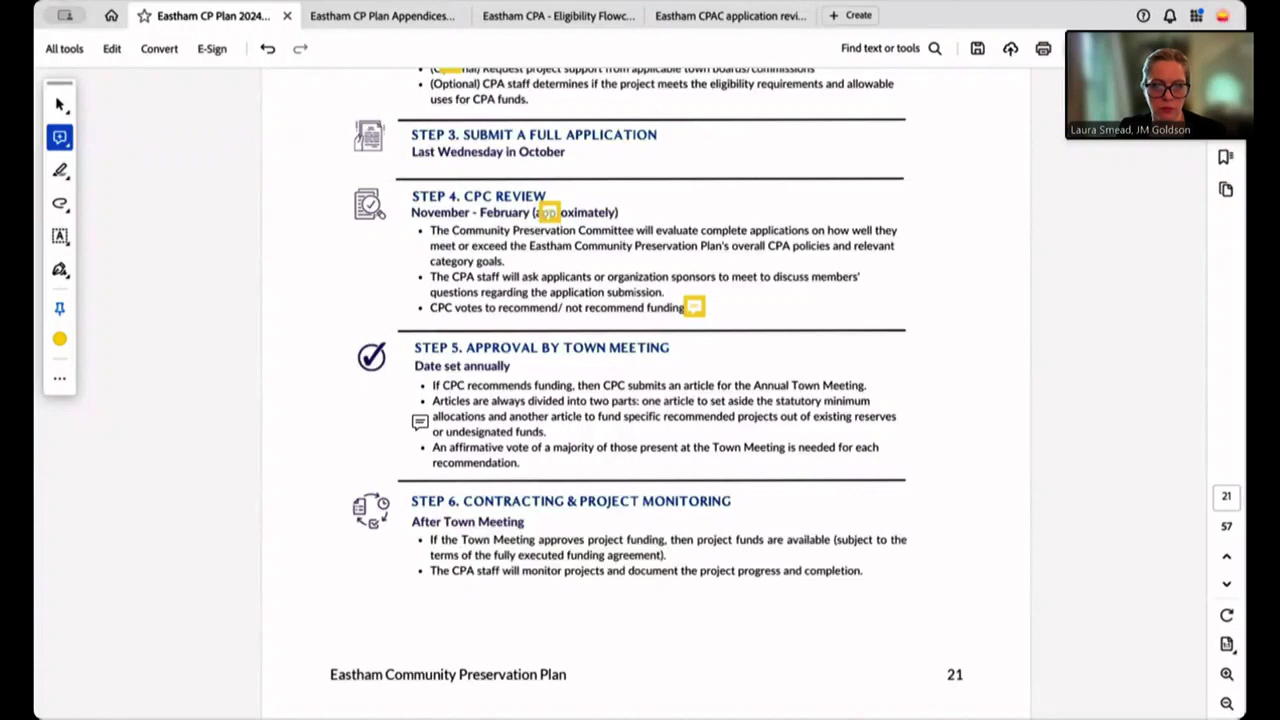 Eastham CP Plan 2024...
Eastham CP Plan Appendices...
Eastham CPA - Eligibility Flowc...
Eastham CPAC application revi...
+ Create
All tools
Edit
Convert
E-Sign
Find text or tools
Laura Smead, JM Goldson
Request project support from applicable town boards/commissions
• (Optional) CPA staff determines if the project meets the eligibility requirements and allowable
uses for CPA funds.
STEP 3. SUBMIT A FULL APPLICATION
Last Wednesday in October
STEP 4. CPC REVIEW
November - February (approximately)
• The Community Preservation Committee will evaluate complete applications on how well they
meet or exceed the Eastham Community Preservation Plan's overall CPA policies and relevant
category goals.
• The CPA staff will ask applicants or organization sponsors to meet to discuss members'
questions regarding the application submission.
• CPC votes to recommend/ not recommend funding
STEP 5. APPROVAL BY TOWN MEETING
Date set annually
• If CPC recommends funding, then CPC submits an article for the Annual Town Meeting.
• Articles are always divided into two parts: one article to set aside the statutory minimum
allocations and another article to fund specific recommended projects out of existing reserves
or undesignated funds.
• An affirmative vote of a majority of those present at the Town Meeting is needed for each
recommendation.
STEP 6. CONTRACTING & PROJECT MONITORING
After Town Meeting
• If the Town Meeting approves project funding, then project funds are available (subject to the
terms of the fully executed funding agreement).
• The CPA staff will monitor projects and document the project progress and completion.
Eastham Community Preservation Plan
21
21
57